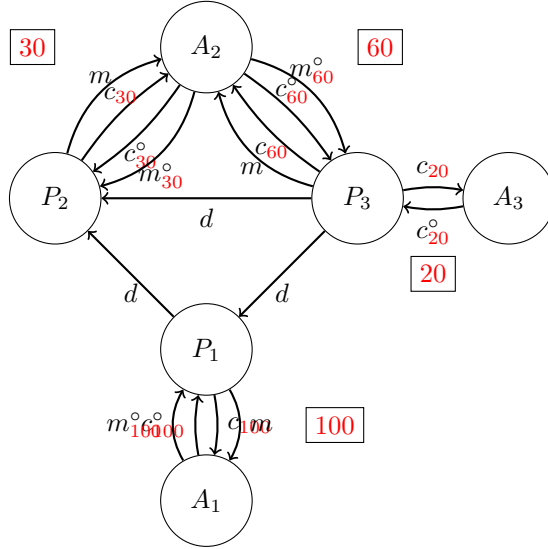 30
A₂
60
m
c₃₀
m°₆₀
c°₆₀
c°₃₀
m°₃₀
c₆₀
m
P₂
P₃
c₂₀
A₃
d
c°₂₀
20
d
d
P₁
m°₁₀₀
c°₁₀₀
c₁₀₀
m
100
A₁